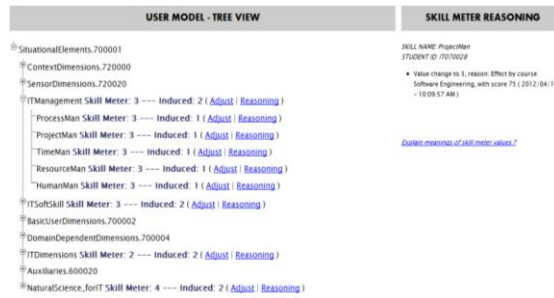 USER MODEL - TREE VIEW
SituationalElements.700001
ContextDimensions.720000
SensorDimensions.720020
ITManagement Skill Meter: 3 --- Induced: 2 ( Adjust | Reasoning )
ProcessMan Skill Meter: 3 --- Induced: 1 ( Adjust | Reasoning )
ProjectMan Skill Meter: 3 --- Induced: 1 ( Adjust | Reasoning )
TimeMan Skill Meter: 3 --- Induced: 1 ( Adjust | Reasoning )
ResourceMan Skill Meter: 3 --- Induced: 1 ( Adjust | Reasoning )
HumanMan Skill Meter: 3 --- Induced: 1 ( Adjust | Reasoning )
ITSoftSkill Skill Meter: 3 --- Induced: 2 ( Adjust | Reasoning )
BasicUserDimensions.700002
DomainDependentDimensions.700004
ITDimensions Skill Meter: 2 --- Induced: 2 ( Adjust | Reasoning )
Auxiliaries.600020
NaturalScience_forIT Skill Meter: 4 --- Induced: 2 ( Adjust | Reasoning )
SKILL METER REASONING
SKILL NAME: ProjectMan
STUDENT ID: IT070028
Value change to 3, reason: Effect by course
Software Engineering, with score 75 ( 2012/04/1
- 10:09:57 AM )
Explain meanings of skill meter values ?